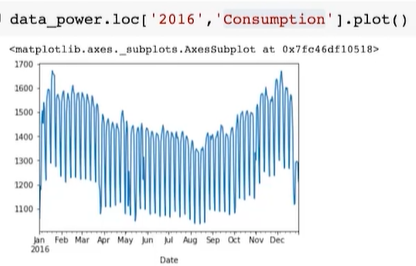 data_power.loc['2016','Consumption'].plot()
<matplotlib.axes._subplots.AxesSubplot at 0x7fc46df10518>
1700
1600
1500
1400
1300
1200
1100
Jan Feb Mar Apr May Jun Jul Aug Sep Oct Nov Dec
2016
Date